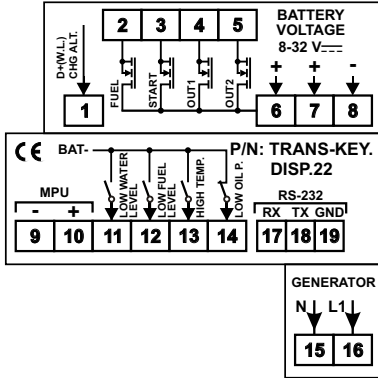 2 3 4 5
BATTERY
VOLTAGE
8-32 V
D+(W.L.)
CHG ALT.
FUEL
START
OUT1
OUT2
+ + -
1 6 7 8
CE BAT- P/N: TRANS-KEY.
DISP.22
LOW WATER
LEVEL
LOW FUEL
LEVEL
HIGH TEMP.
LOW OIL P.
MPU RS-232
- + RX TX GND
9 10 11 12 13 14 17 18 19
GENERATOR
N L1
15 16